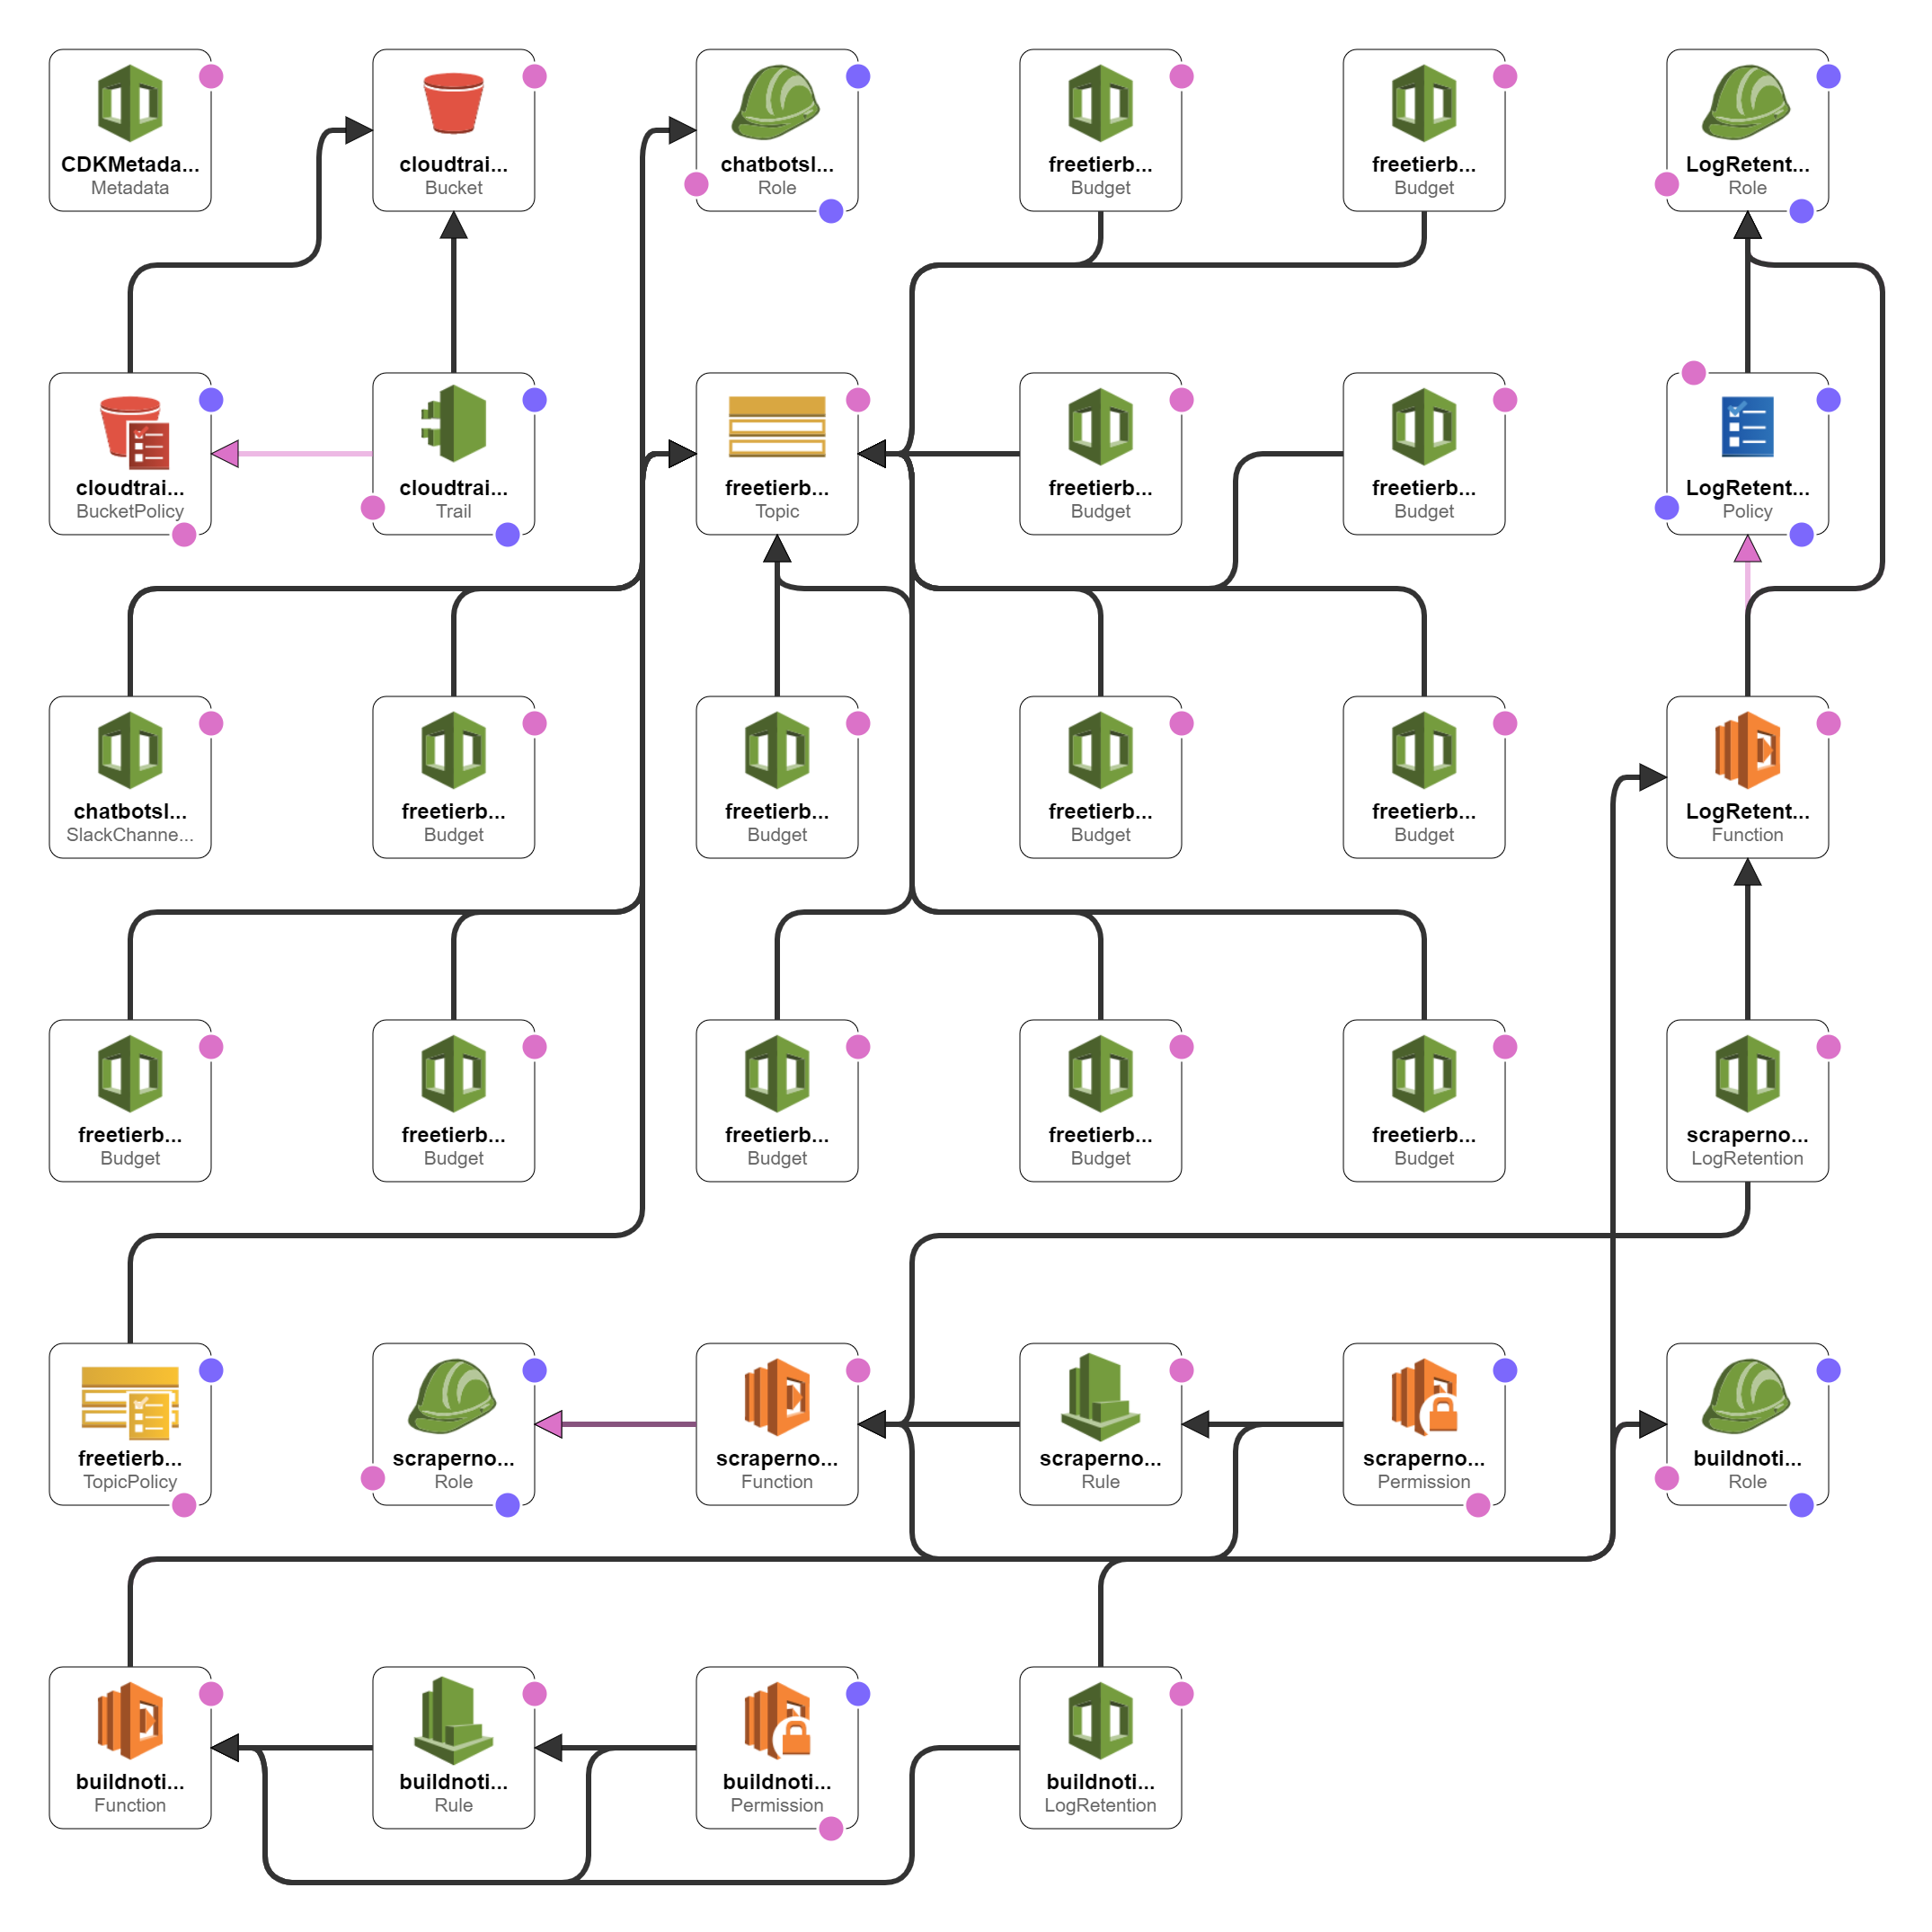 CDKMetada...
Metadata
cloudtrai...
Bucket
chatbotsl...
Role
freetierb...
Budget
freetierb...
Budget
LogRetent...
Role
cloudtrai...
BucketPolicy
cloudtrai...
Trail
freetierb...
Topic
freetierb...
Budget
freetierb...
Budget
LogRetent...
Policy
chatbotsl...
SlackChanne...
freetierb...
Budget
freetierb...
Budget
freetierb...
Budget
freetierb...
Budget
LogRetent...
Function
freetierb...
Budget
freetierb...
Budget
freetierb...
Budget
freetierb...
Budget
freetierb...
Budget
scraperno...
LogRetention
freetierb...
TopicPolicy
scraperno...
Role
scraperno...
Function
scraperno...
Rule
scraperno...
Permission
buildnoti...
Role
buildnoti...
Function
buildnoti...
Rule
buildnoti...
Permission
buildnoti...
LogRetention